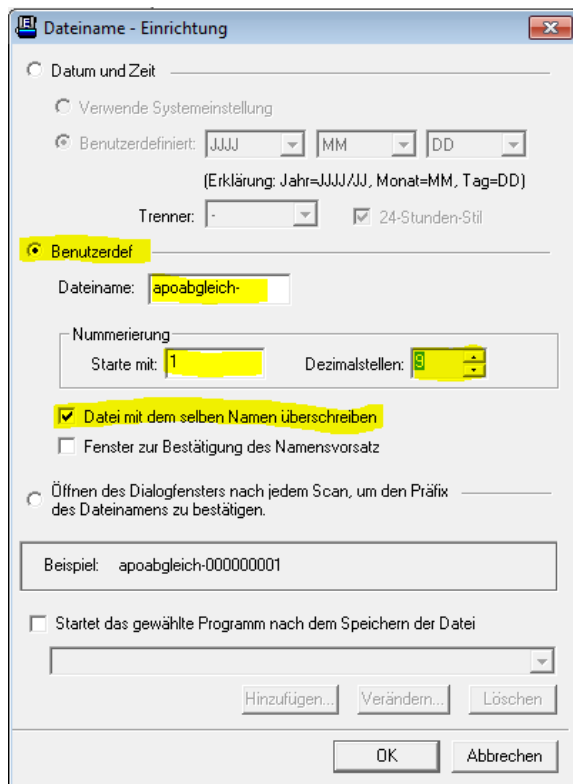 Dateiname - Einrichtung
Datum und Zeit
Verwende Systemeinstellung
Benutzerdefiniert: JJJJ MM DD
(Erklärung: Jahr=JJJJ/JJ, Monat=MM, Tag=DD)
Trenner: - 24-Stunden-Stil
Benutzerdef
Dateiname: apoabgleich-
Nummerierung
Starte mit: 1 Dezimalstellen: 9
Datei mit dem selben Namen überschreiben
Fenster zur Bestätigung des Namensvorsatz
Öffnen des Dialogfensters nach jedem Scan, um den Präfix
des Dateinamens zu bestätigen.
Beispiel: apoabgleich-000000001
Startet das gewählte Programm nach dem Speichern der Datei
Hinzufügen... Verändern... Löschen
OK Abbrechen